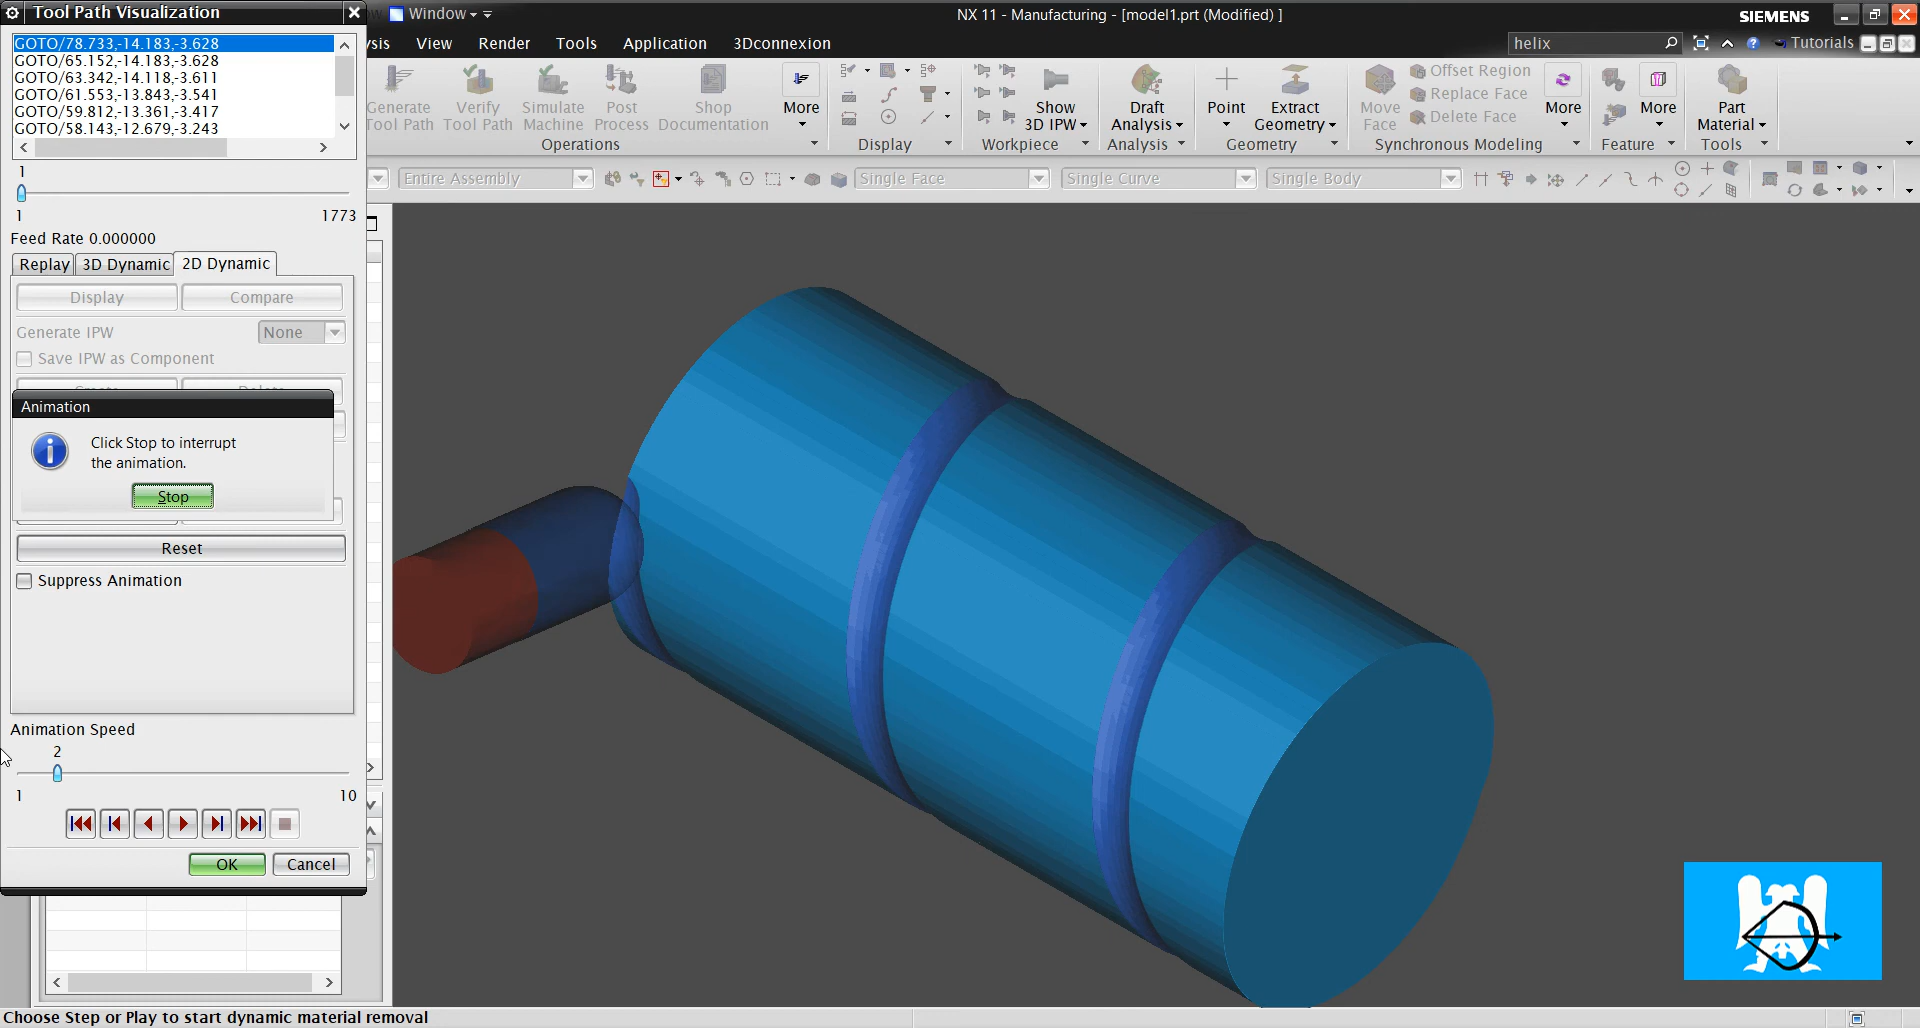 Tool Path Visualization
Window
NX 11 - Manufacturing - [model1.prt (Modified) ]
SIEMENS
ysis View Render Tools Application 3Dconnexion
helix
Tutorials
GOTO/78.733,-14.183,-3.628
GOTO/65.152,-14.183,-3.628
GOTO/63.342,-14.118,-3.611
GOTO/61.553,-13.843,-3.541
GOTO/59.812,-13.361,-3.417
GOTO/58.143,-12.679,-3.243
Generate Tool Path
Verify Tool Path
Simulate Machine
Post Process
Shop Documentation
More
Show 3D IPW
Draft Analysis
Point
Extract Geometry
Move Face
Offset Region
Replace Face
Delete Face
More
More
Part Material
Operations
Display
Workpiece
Analysis
Geometry
Synchronous Modeling
Feature
Tools
Entire Assembly
Single Face
Single Curve
Single Body
1
1 1773
Feed Rate 0.000000
Replay 3D Dynamic 2D Dynamic
Display Compare
Generate IPW None
Save IPW as Component
Create Delete
Animation
Click Stop to interrupt
the animation.
Stop
Reset
Suppress Animation
Animation Speed
2
1 10
OK Cancel
Choose Step or Play to start dynamic material removal